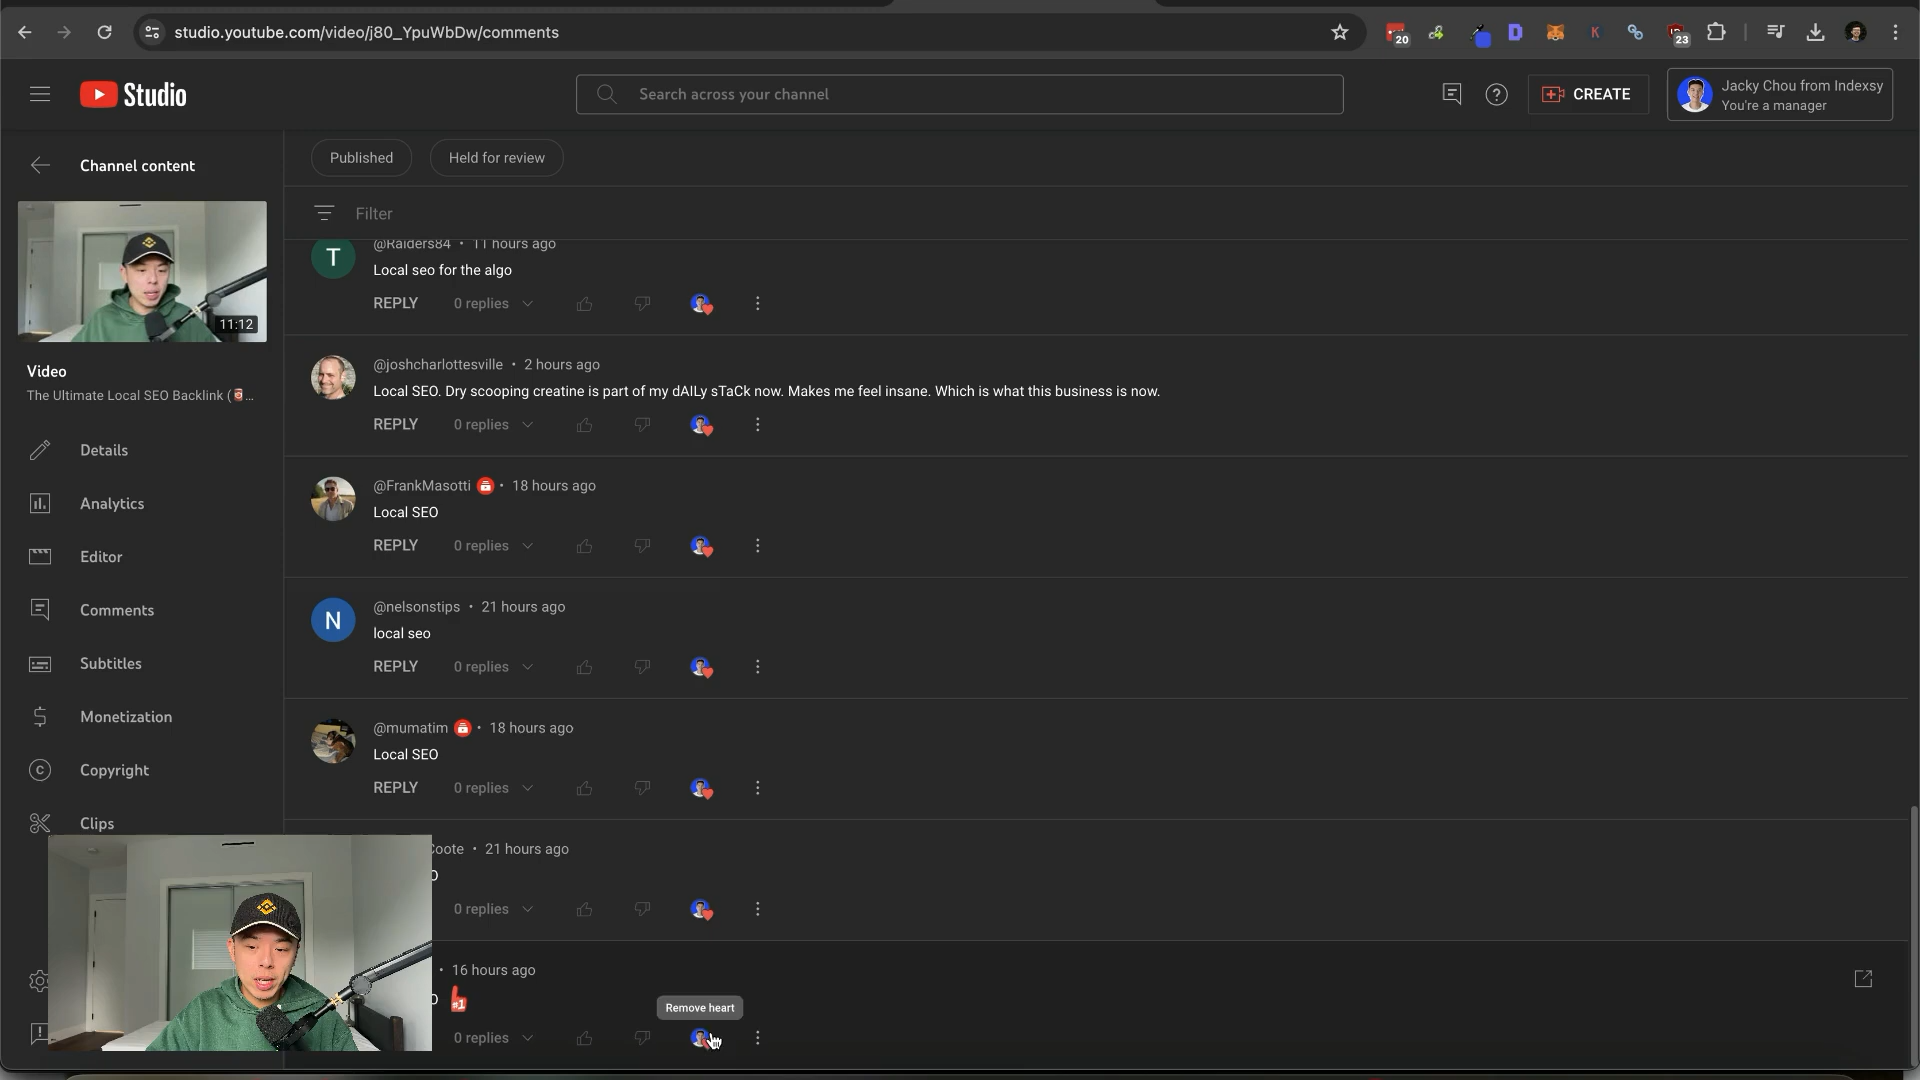 studio.youtube.com/video/j80_YpuWbDw/comments
20
23
Studio
Search across your channel
CREATE
Jacky Chou from Indexsy
You're a manager
Channel content
11:12
Video
The Ultimate Local SEO Backlink (🥫...
Details
Analytics
Editor
Comments
Subtitles
Monetization
Copyright
Clips
Published
Held for review
Filter
T
@Raiders84 • 11 hours ago
Local seo for the algo
REPLY 0 replies
@joshcharlottesville • 2 hours ago
Local SEO. Dry scooping creatine is part of my dAILy sTaCk now. Makes me feel insane. Which is what this business is now.
REPLY 0 replies
@FrankMasotti • 18 hours ago
Local SEO
REPLY 0 replies
N
@nelsonstips • 21 hours ago
local seo
REPLY 0 replies
@mumatim • 18 hours ago
Local SEO
REPLY 0 replies
Coote • 21 hours ago
O
0 replies
• 16 hours ago
O #1
Remove heart
0 replies